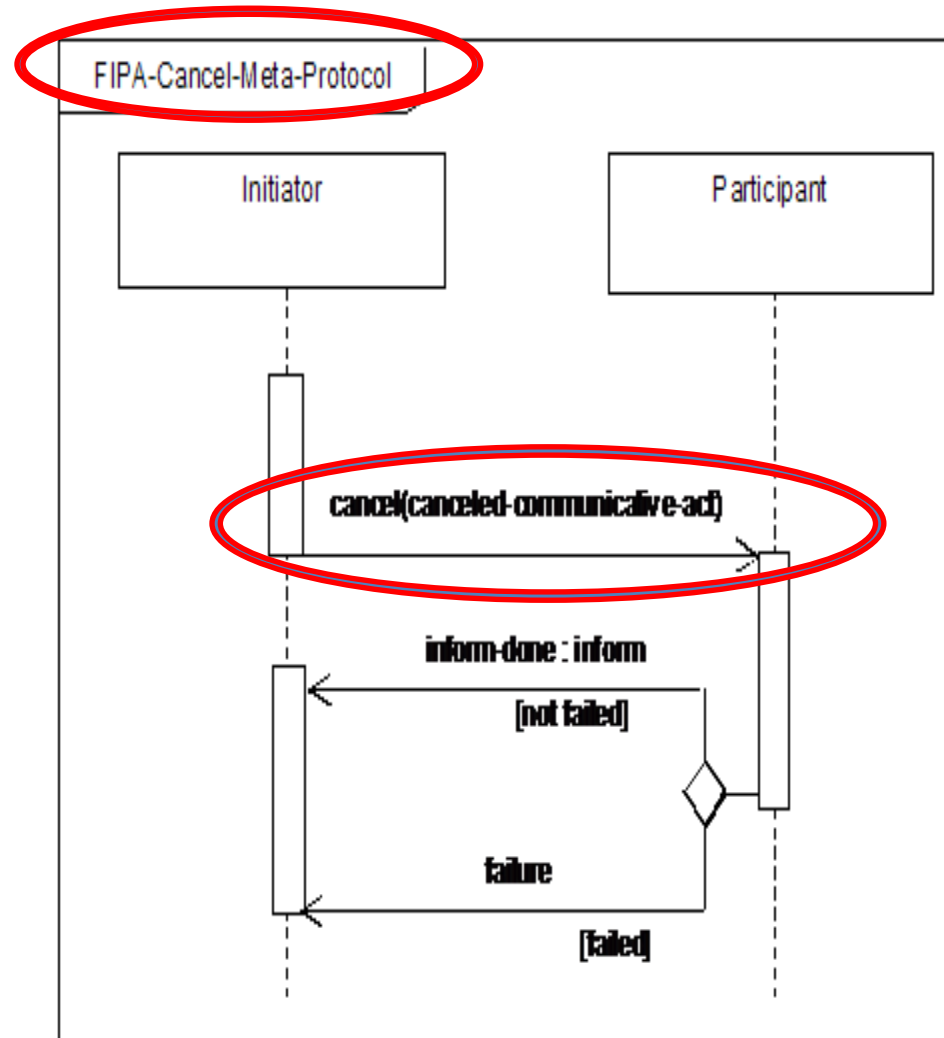 FIPA-Cancel-Meta-Protocol
Initiator
Participant
cancel(canceled-communicative-act)
inform-done : inform
[not failed]
failure
[failed]